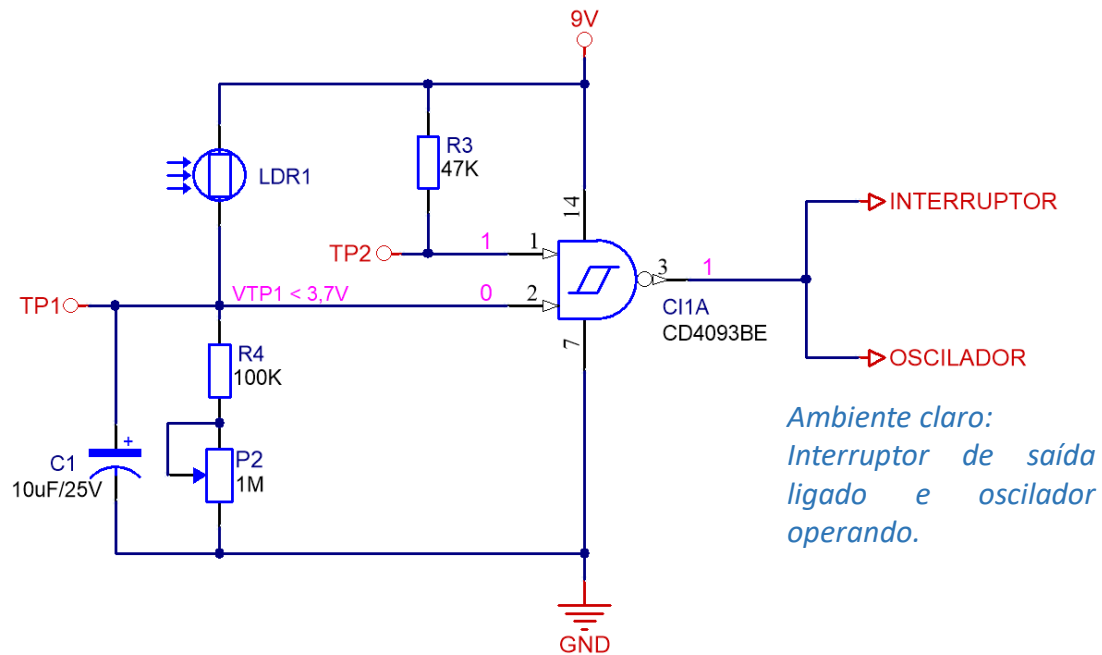 9V
R3
47K
LDR1
14
TP2
1
1
TP1
VTP1 < 3,7V
0
2
3
1
INTERRUPTOR
CI1A
CD4093BE
7
R4
100K
OSCILADOR
+
C1
10uF/25V
P2
1M
Ambiente claro:
Interruptor de saída
ligado e oscilador
operando.
GND